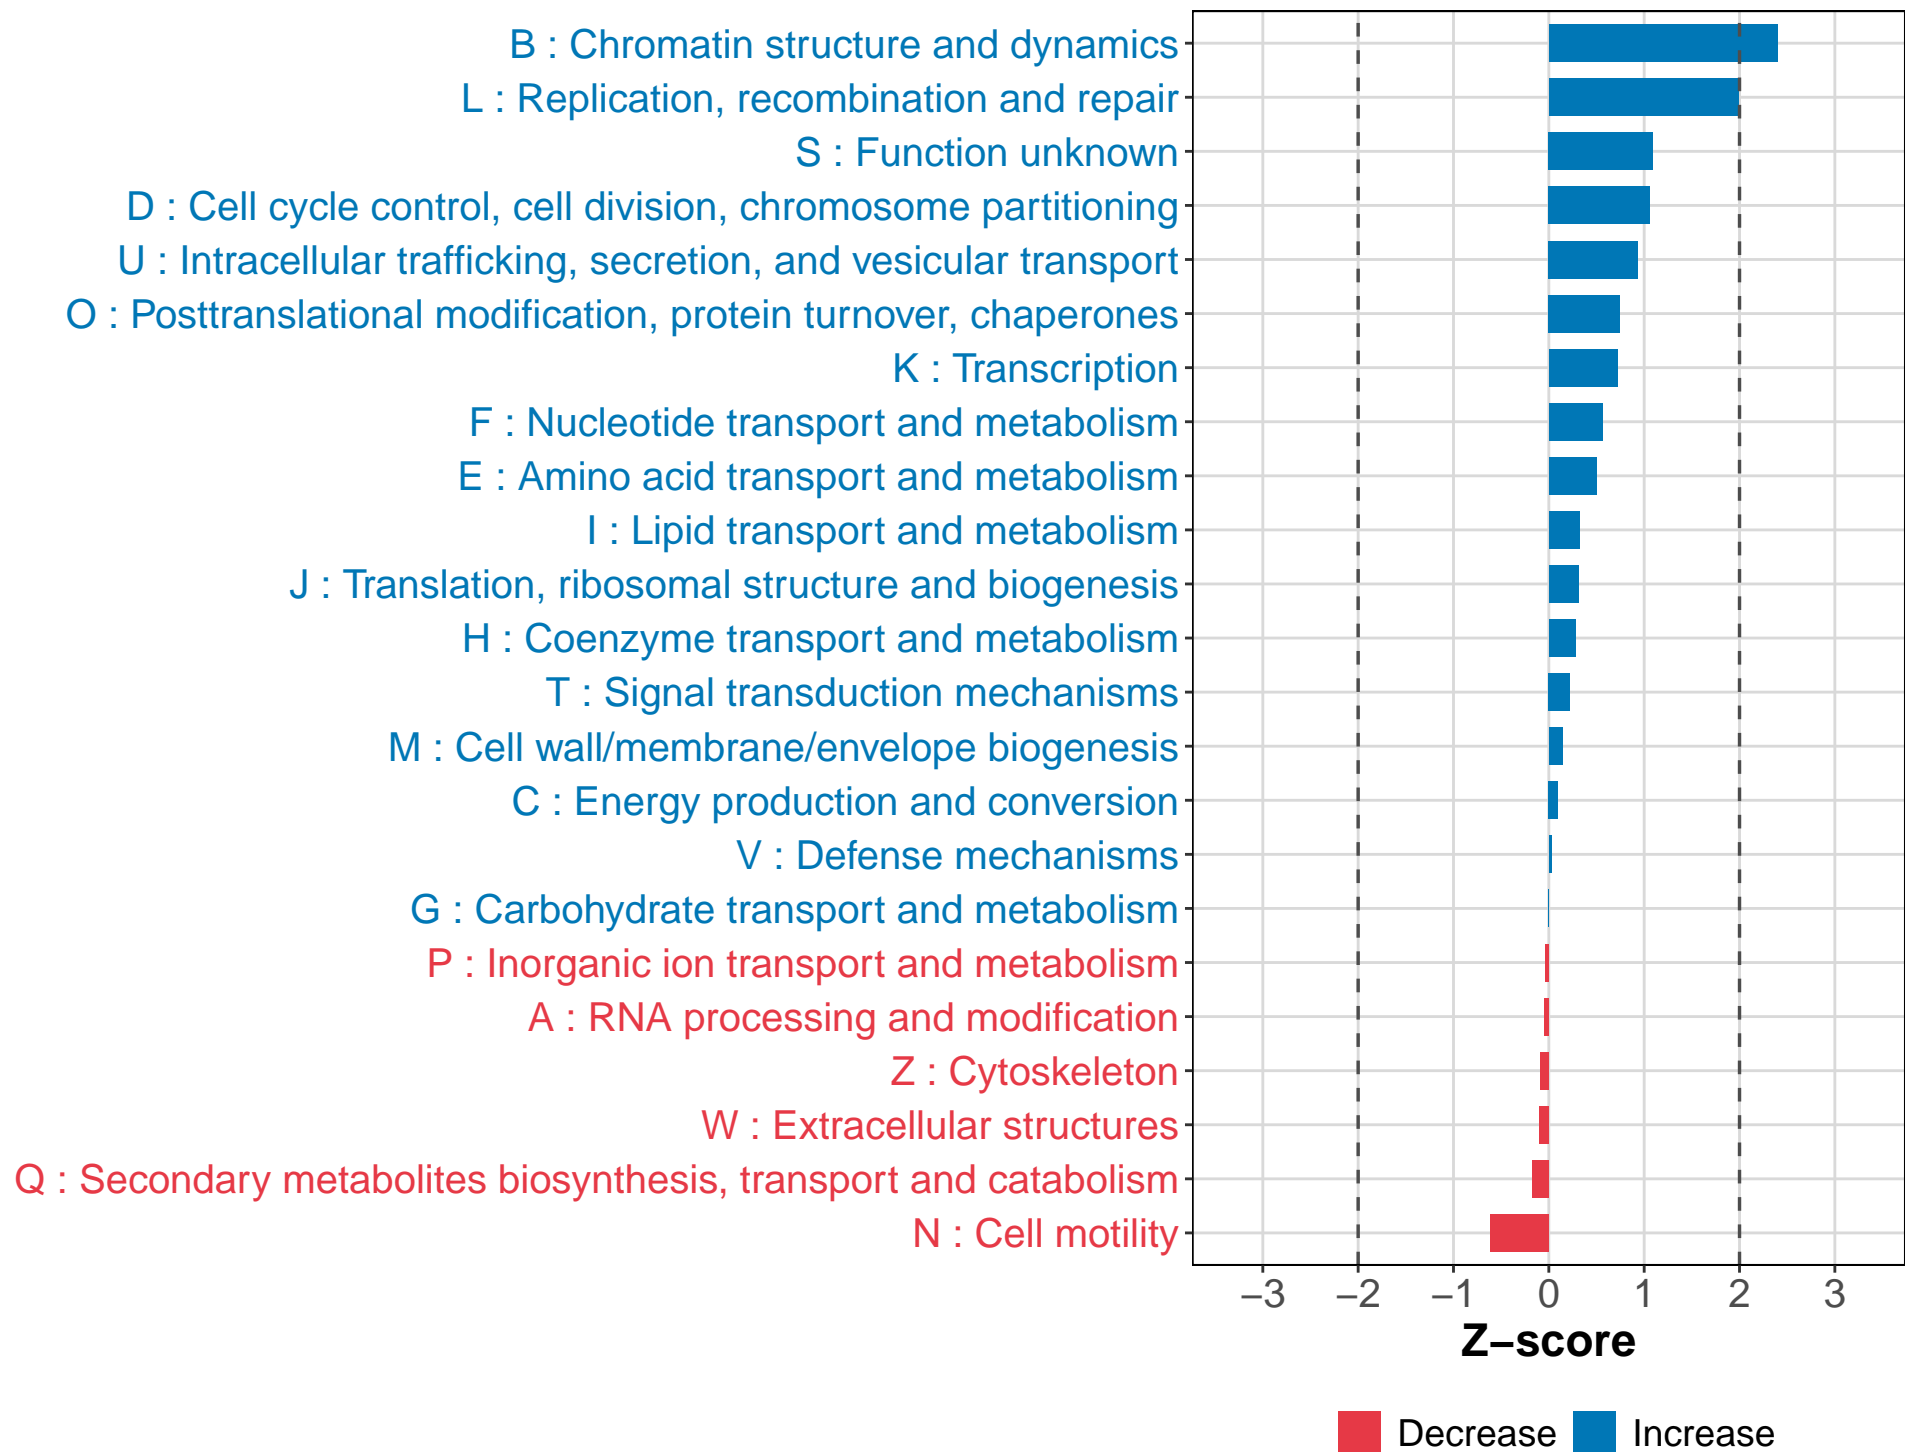 B : Chromatin structure and dynamics
L : Replication, recombination and repair
S : Function unknown
D : Cell cycle control, cell division, chromosome partitioning
U : Intracellular trafficking, secretion, and vesicular transport
O : Posttranslational modification, protein turnover, chaperones
K : Transcription
F : Nucleotide transport and metabolism
E : Amino acid transport and metabolism
I : Lipid transport and metabolism
J : Translation, ribosomal structure and biogenesis
H : Coenzyme transport and metabolism
T : Signal transduction mechanisms
M : Cell wall/membrane/envelope biogenesis
C : Energy production and conversion
V : Defense mechanisms
G : Carbohydrate transport and metabolism
P : Inorganic ion transport and metabolism
A : RNA processing and modification
Z : Cytoskeleton
W : Extracellular structures
Q : Secondary metabolites biosynthesis, transport and catabolism
N : Cell motility
−3 −2 −1 0 1 2 3
Z−score
Decrease Increase